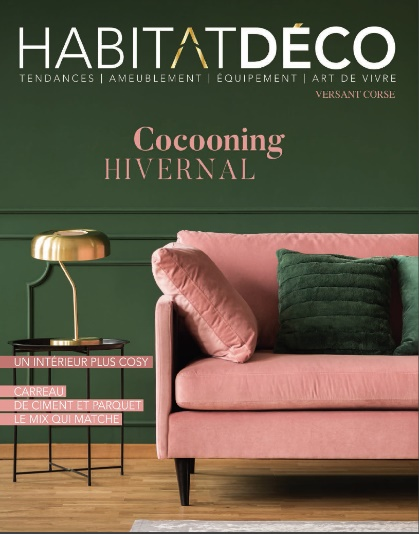 HABITATDÉCO
TENDANCES | AMEUBLEMENT | ÉQUIPEMENT | ART DE VIVRE
VERSANT CORSE
Cocooning
HIVERNAL
UN INTÉRIEUR PLUS COSY
CARREAU
DE CIMENT ET PARQUET
LE MIX QUI MATCHE